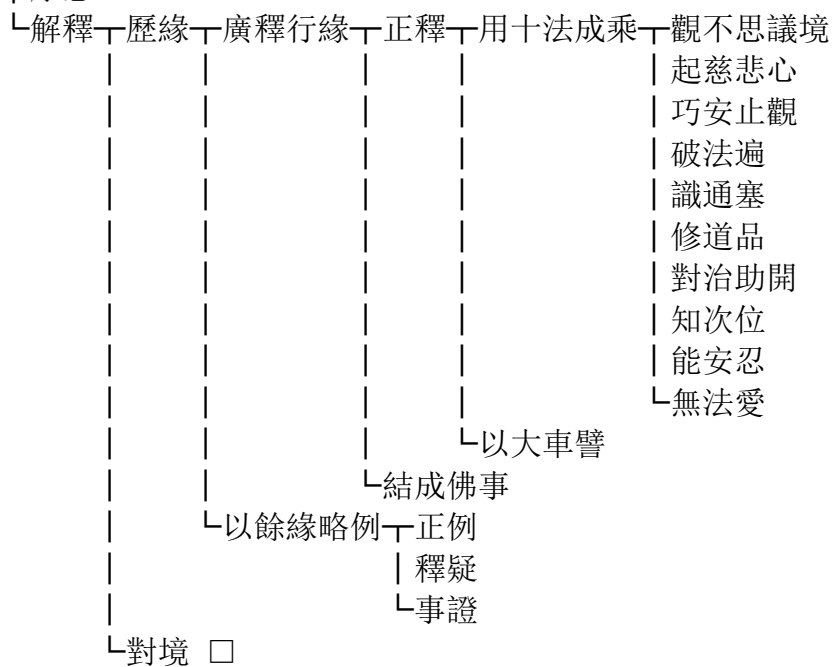 解釋 歷緣 廣釋行緣 正釋 用十法成乘 觀不思議境
起慈悲心
巧安止觀
破法遍
識通塞
修道品
對治助開
知次位
能安忍
無法愛
以大車譬
結成佛事
以餘緣略例 正例
釋疑
事證
對境 □